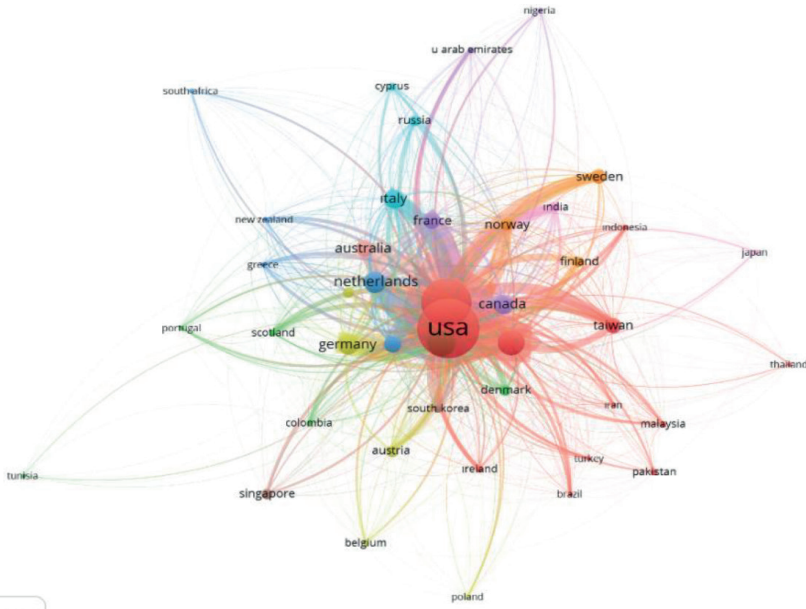 nigeria
u arab emirates
cyprus
south africa
russia
sweden
italy
india
france
new zealand
norway
indonesia
australia
japan
greece
finland
netherlands
canada
usa
taiwan
portugal
scotland
germany
thailand
denmark
iran
south korea
colombia
malaysia
austria
turkey
ireland
pakistan
tunisia
singapore
brazil
belgium
poland